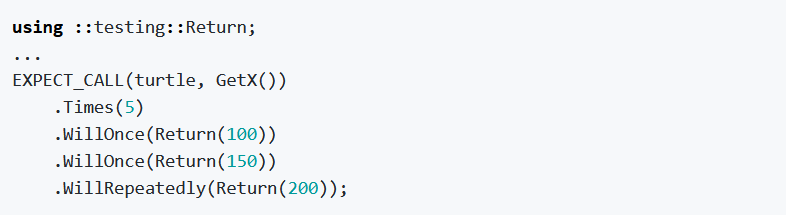 using ::testing::Return;
...
EXPECT_CALL(turtle, GetX())
    .Times(5)
    .WillOnce(Return(100))
    .WillOnce(Return(150))
    .WillRepeatedly(Return(200));